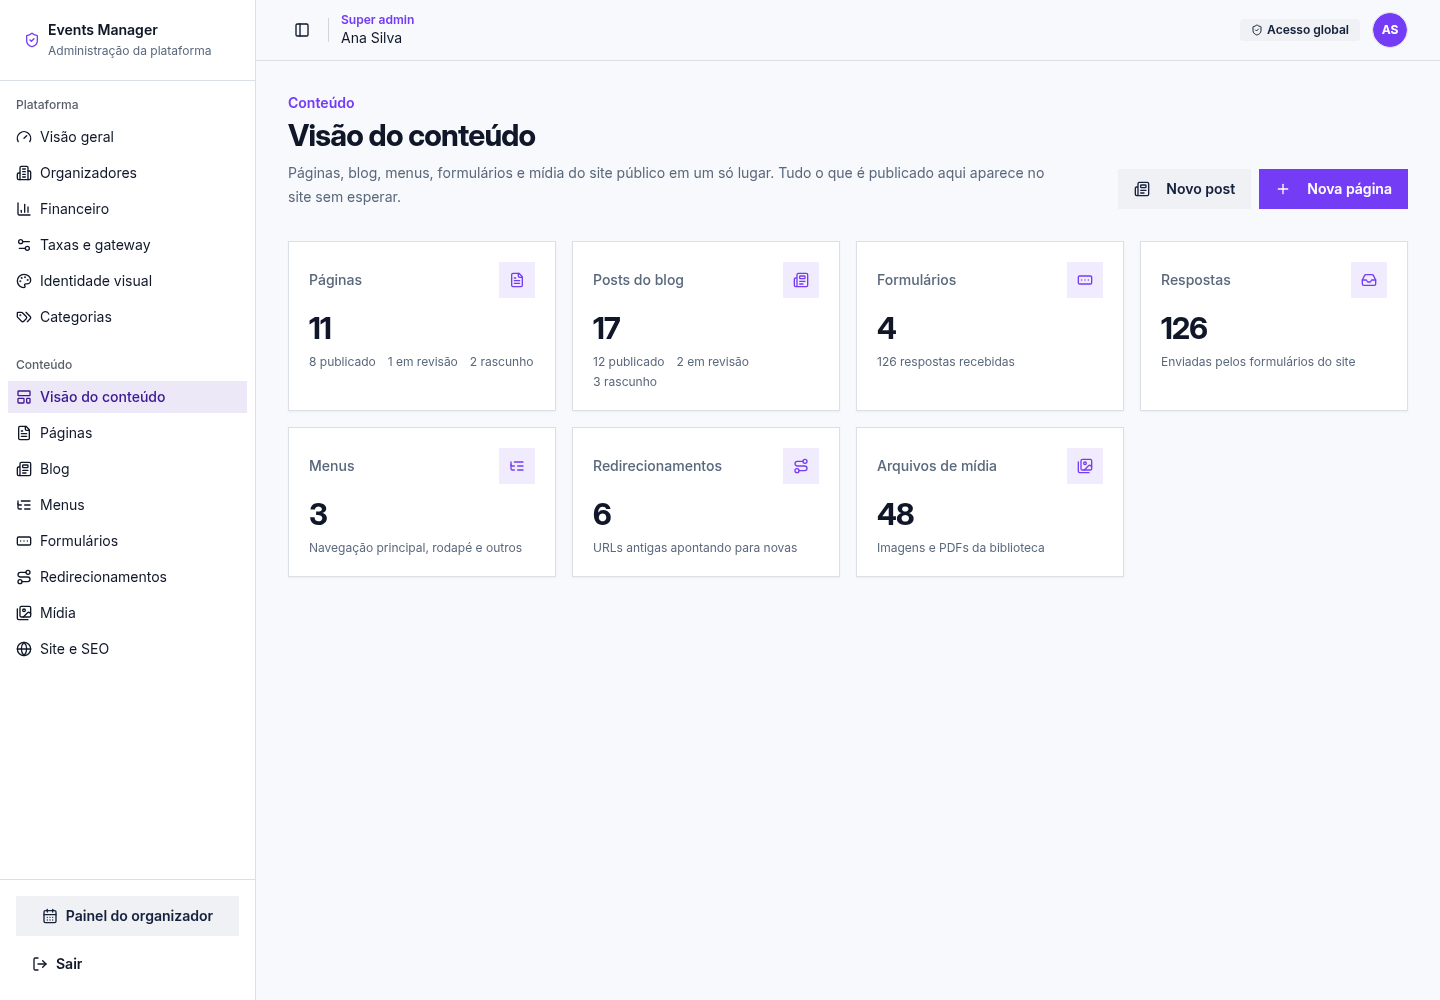 Events Manager
Administração da plataforma
Plataforma
Visão geral
Organizadores
Financeiro
Taxas e gateway
Identidade visual
Categorias
Conteúdo
Visão do conteúdo
Páginas
Blog
Menus
Formulários
Redirecionamentos
Mídia
Site e SEO
Painel do organizador
Sair
Super admin
Ana Silva
Acesso global
AS
Conteúdo
Visão do conteúdo
Páginas, blog, menus, formulários e mídia do site público em um só lugar. Tudo o que é publicado aqui aparece no
site sem esperar.
Novo post
Nova página
Páginas
11
8 publicado 1 em revisão 2 rascunho
Posts do blog
17
12 publicado 2 em revisão
3 rascunho
Formulários
4
126 respostas recebidas
Respostas
126
Enviadas pelos formulários do site
Menus
3
Navegação principal, rodapé e outros
Redirecionamentos
6
URLs antigas apontando para novas
Arquivos de mídia
48
Imagens e PDFs da biblioteca